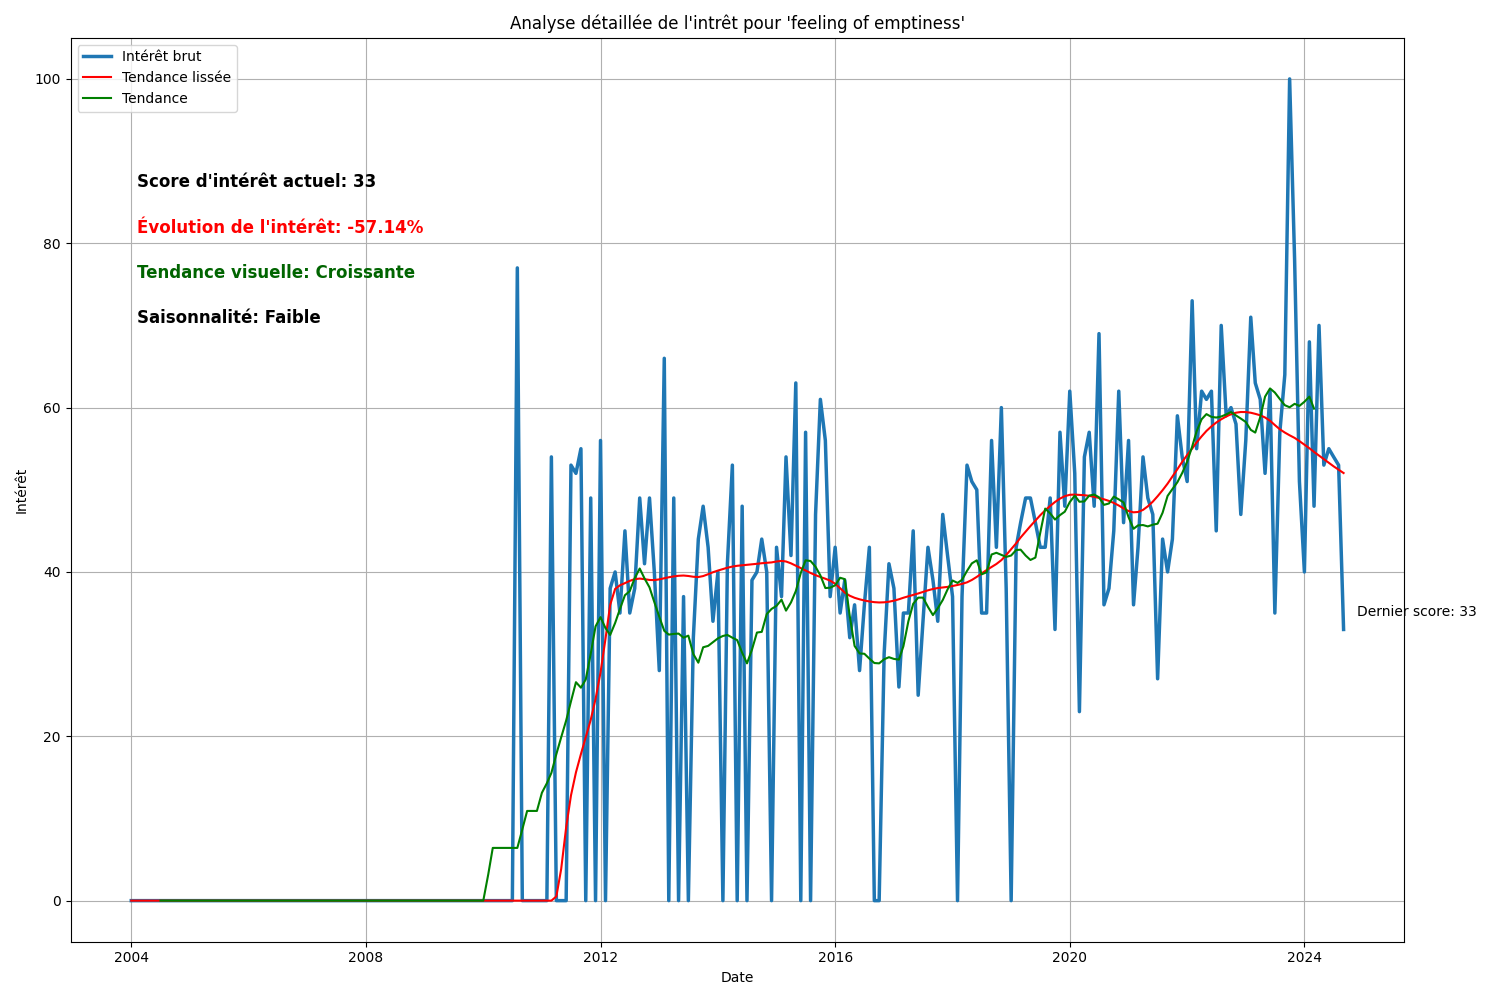 Analyse détaillée de l'intrêt pour 'feeling of emptiness'
Intérêt brut
Tendance lissée
Tendance
Score d'intérêt actuel: 33
Évolution de l'intérêt: -57.14%
Tendance visuelle: Croissante
Saisonnalité: Faible
Dernier score: 33
Intérêt
100
80
60
40
20
0
2004
2008
2012
2016
2020
2024
Date